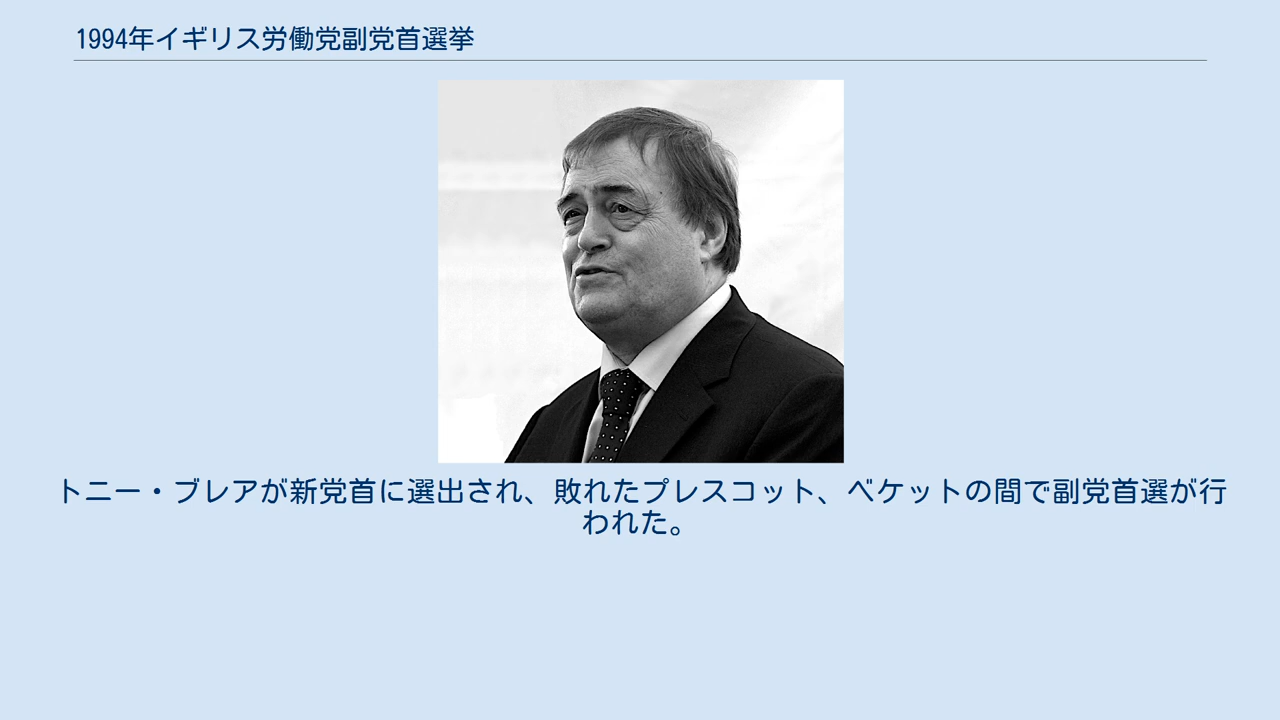 1994年イギリス労働党副党首選挙
トニー・ブレアが新党首に選出され、敗れたプレスコット、ベケットの間で副党首選が行
われた。